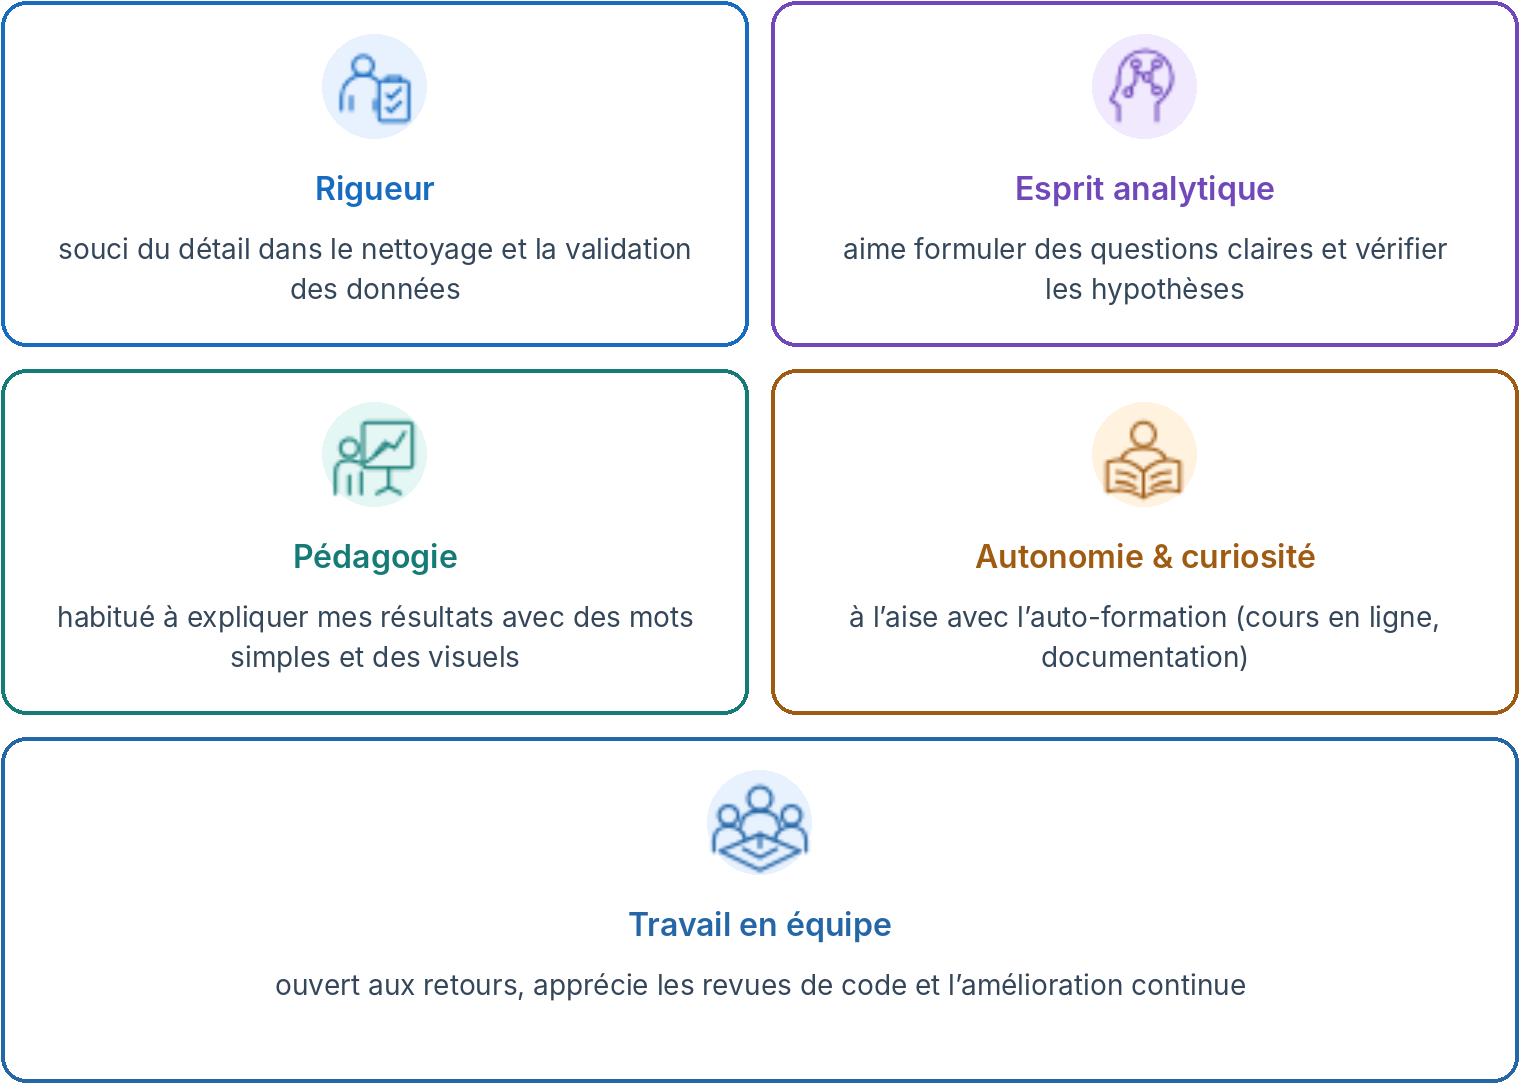 Rigueur
souci du détail dans le nettoyage et la validation
des données
Esprit analytique
aime formuler des questions claires et vérifier
les hypothèses
Pédagogie
habitué à expliquer mes résultats avec des mots
simples et des visuels
Autonomie & curiosité
à l’aise avec l’auto-formation (cours en ligne,
documentation)
Travail en équipe
ouvert aux retours, apprécie les revues de code et l’amélioration continue